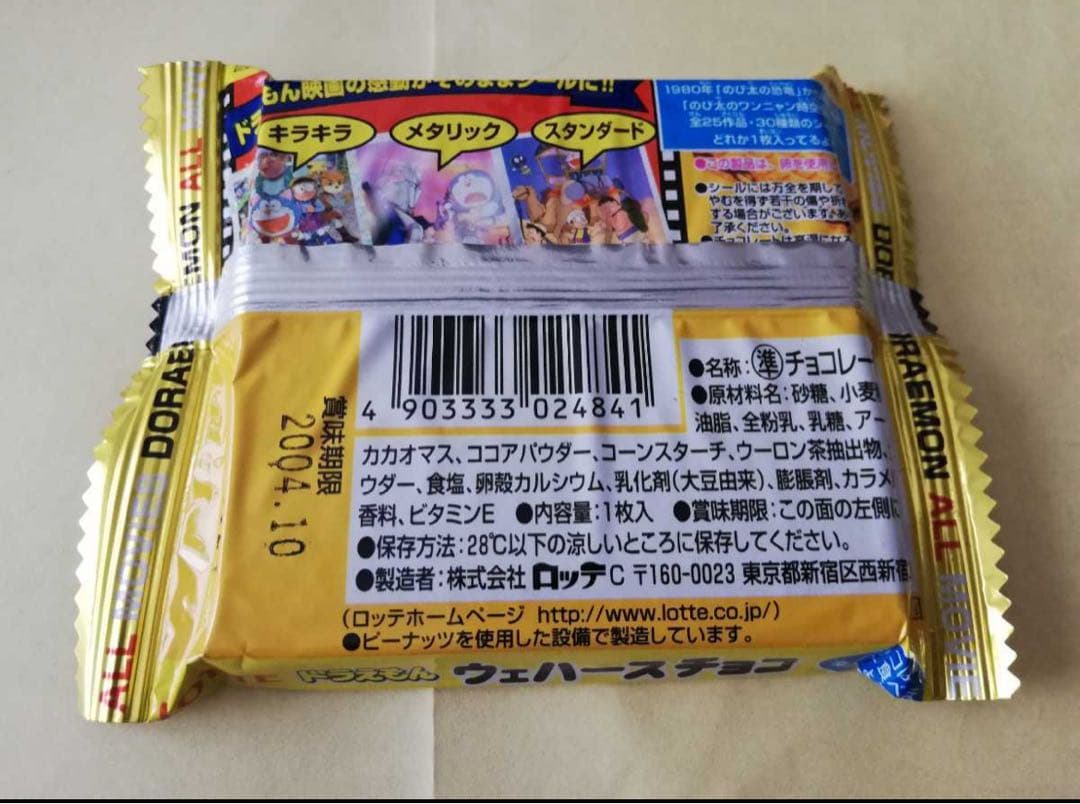 もん映画の感動がそのままシールに!!
キラキラ
メタリック
スタンダード
1980年「のび太の恐竜」か
「のび太のワンニャン時空
全25作品・30種類のシ
どれか1枚入ってるよ
●この製品は、卵を使用
●シールには万全を期して
やむを得ず若干の傷や折
する場合がございます。あ
了承ください。
4 903333 024841
●名称:準チョコレー
●原材料名:砂糖、小麦
油脂、全粉乳、乳糖、アー
カカオマス、ココアパウダー、コーンスターチ、ウーロン茶抽出物、
ウダー、食塩、卵殻カルシウム、乳化剤(大豆由来)、膨脹剤、カラメ
香料、ビタミンE ●内容量:1枚入 ●賞味期限:この面の左側に
●保存方法:28℃以下の涼しいところに保存してください。
●製造者:株式会社 ロッテ C 〒160-0023 東京都新宿区西新宿
(ロッテホームページ http://www.lotte.co.jp/)
●ピーナッツを使用した設備で製造しています。
賞味期限
2004.10
ドラえもん ウェハースチョコ
ALL
DORAEMON
ALL MOVIES
DORAEMON ALL MOVIE